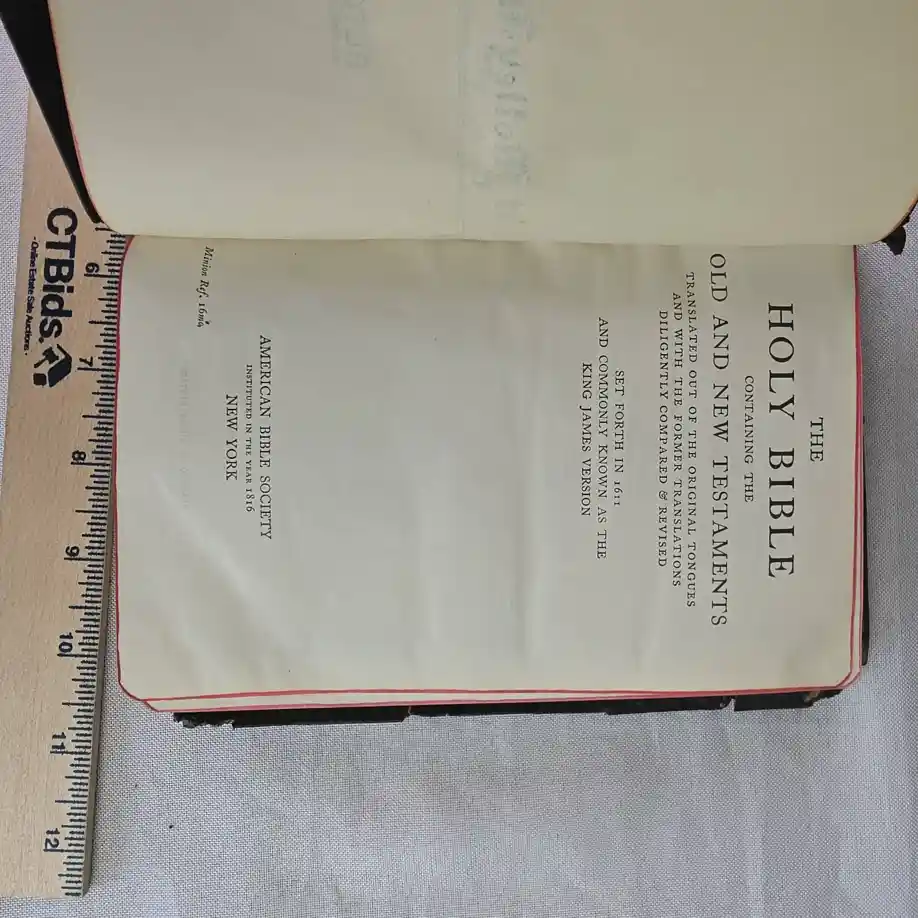 THE
HOLY BIBLE
CONTAINING THE
OLD AND NEW TESTAMENTS
TRANSLATED OUT OF THE ORIGINAL TONGUES
AND WITH THE FORMER TRANSLATIONS
DILIGENTLY COMPARED & REVISED
SET FORTH IN 1611
AND COMMONLY KNOWN AS THE
KING JAMES VERSION
AMERICAN BIBLE SOCIETY
INSTITUTED IN THE YEAR 1816
NEW YORK
Minion Ref. 16mo
CTBids
- Online Estate Sale Auctions -
6
7
8
9
10
11
12